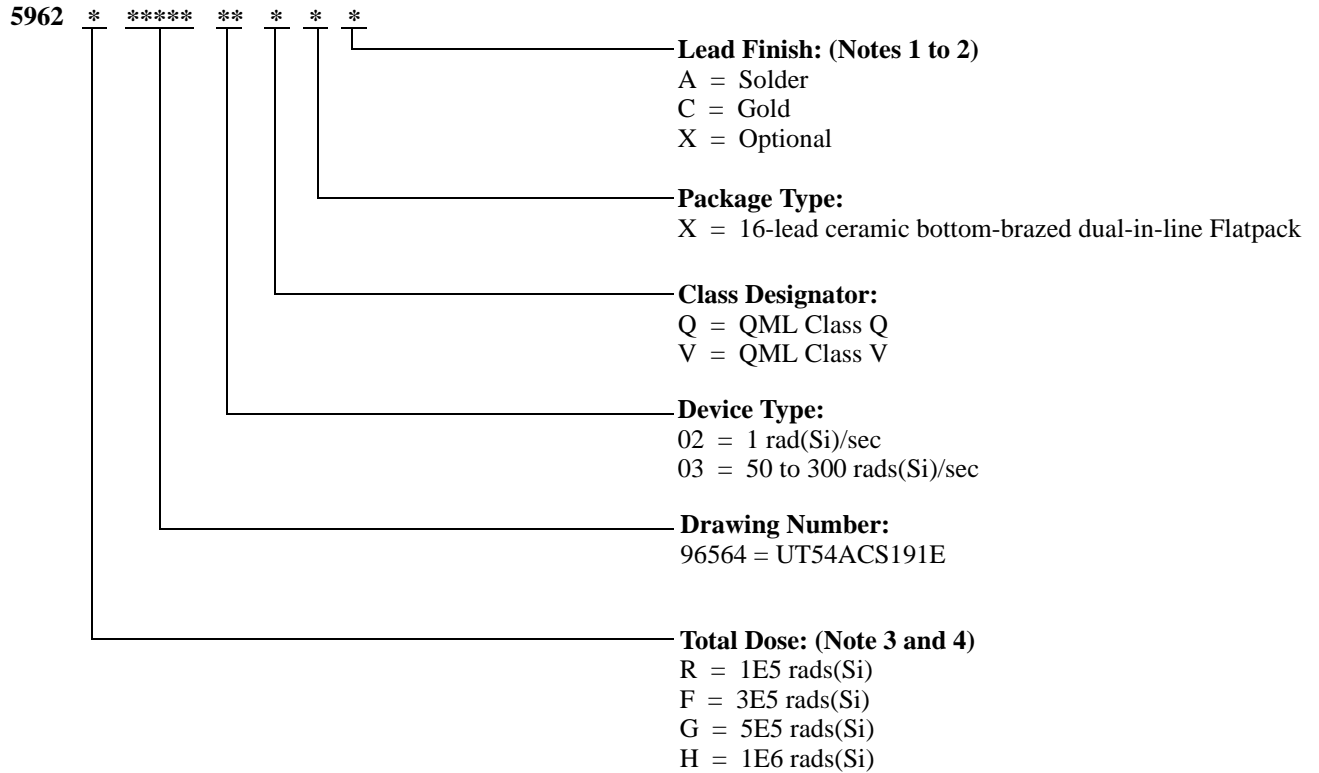 5962 * ***** ** * * *
Lead Finish: (Notes 1 to 2)
A = Solder
C = Gold
X = Optional
Package Type:
X = 16-lead ceramic bottom-brazed dual-in-line Flatpack
Class Designator:
Q = QML Class Q
V = QML Class V
Device Type:
02 = 1 rad(Si)/sec
03 = 50 to 300 rads(Si)/sec
Drawing Number:
96564 = UT54ACS191E
Total Dose: (Note 3 and 4)
R = 1E5 rads(Si)
F = 3E5 rads(Si)
G = 5E5 rads(Si)
H = 1E6 rads(Si)